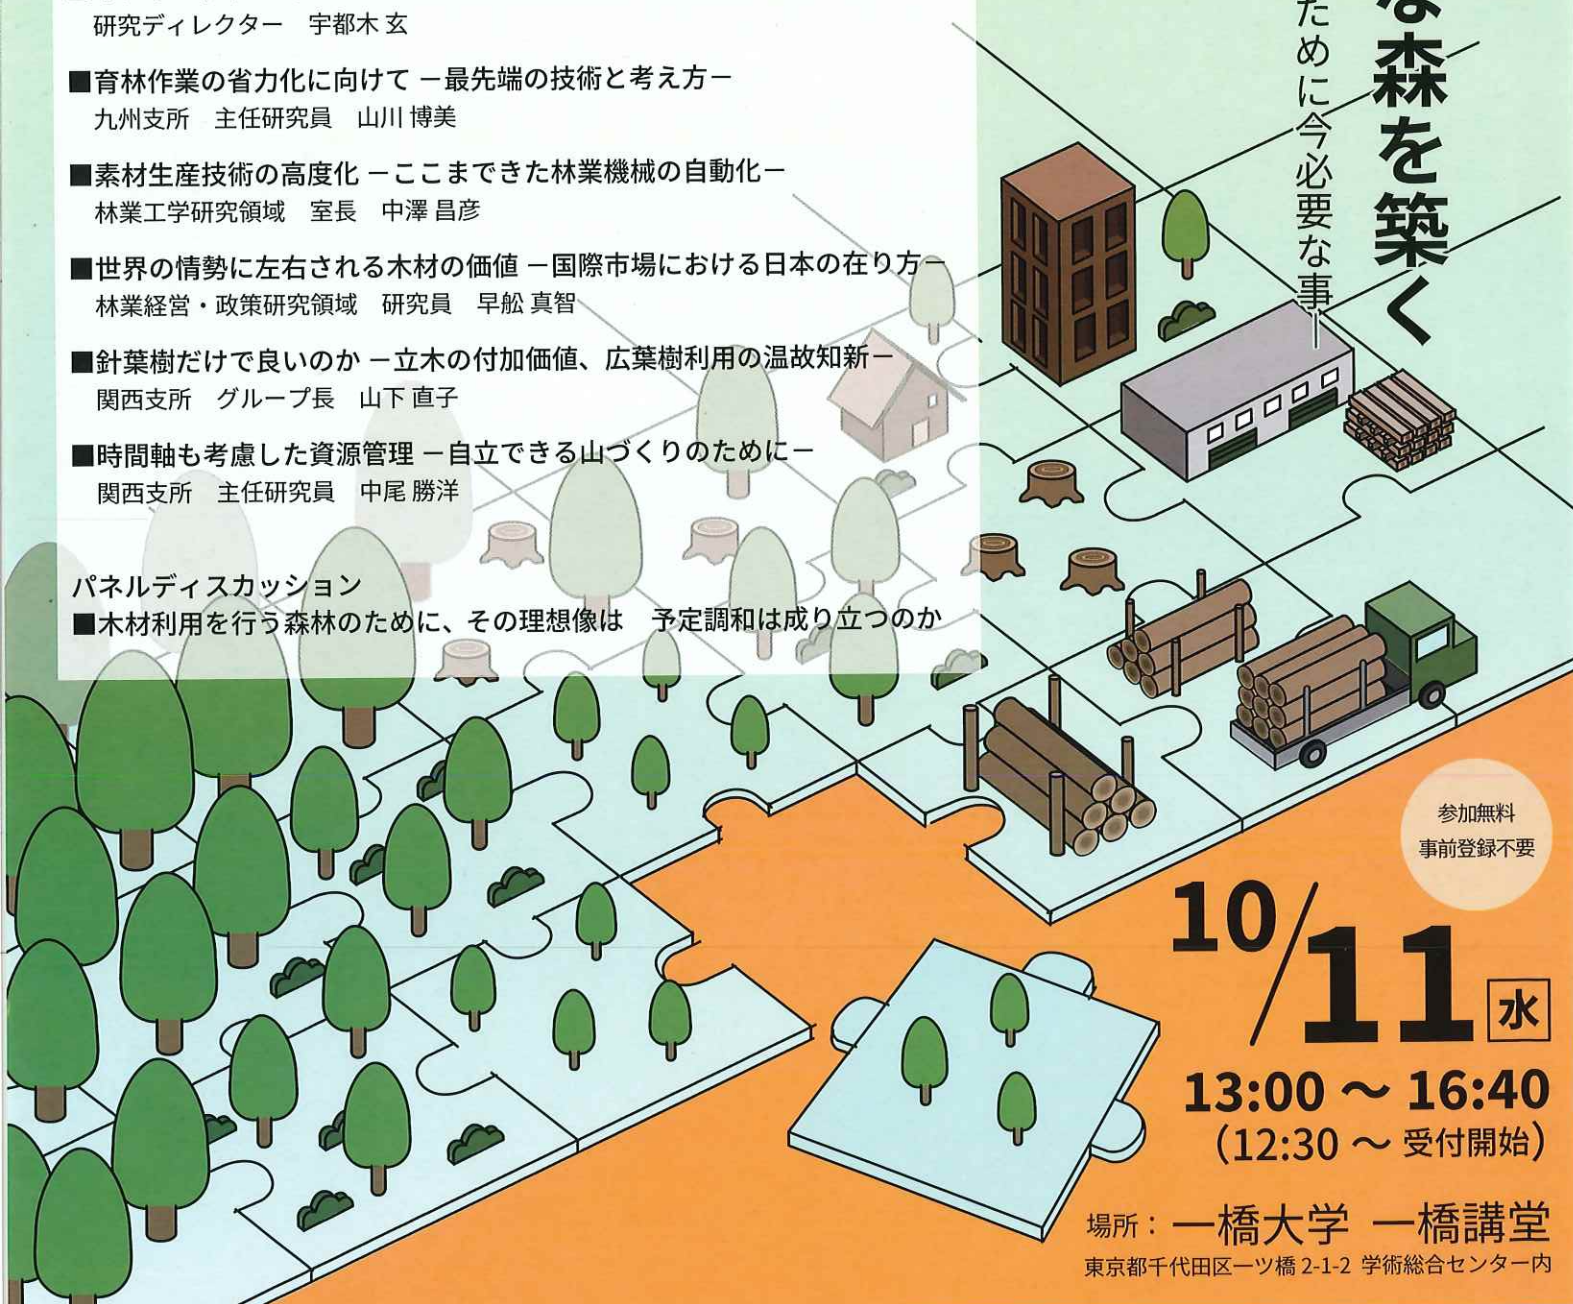 な森を築く
ために今必要な事
研究ディレクター　宇都木 玄
■育林作業の省力化に向けて －最先端の技術と考え方－
九州支所　主任研究員　山川 博美
■素材生産技術の高度化 －ここまできた林業機械の自動化－
林業工学研究領域　室長　中澤 昌彦
■世界の情勢に左右される木材の価値 －国際市場における日本の在り方－
林業経営・政策研究領域　研究員　早舩 真智
■針葉樹だけで良いのか －立木の付加価値、広葉樹利用の温故知新－
関西支所　グループ長　山下 直子
■時間軸も考慮した資源管理 －自立できる山づくりのために－
関西支所　主任研究員　中尾 勝洋
パネルディスカッション
■木材利用を行う森林のために、その理想像は　予定調和は成り立つのか
参加無料
事前登録不要
10/11 水
13:00 ～ 16:40
（12:30 ～ 受付開始）
場所： 一橋大学 一橋講堂
東京都千代田区一ツ橋 2-1-2 学術総合センター内